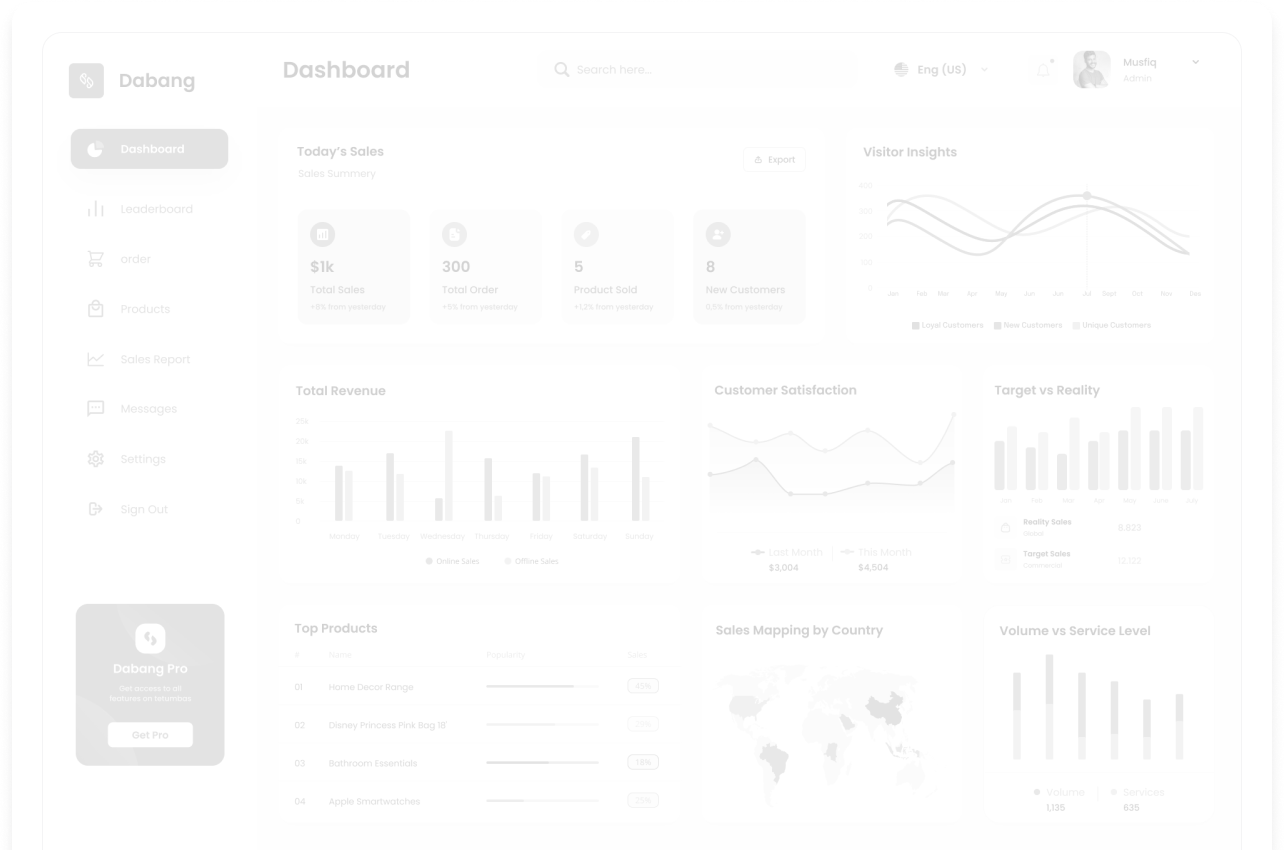 Dabang
Dashboard
Search here...
Eng (US)
Musfiq
Admin
Dashboard
Leaderboard
order
Products
Sales Report
Messages
Settings
Sign Out
Dabang Pro
Get access to all
features on tetumbas
Get Pro
Today's Sales
Sales Summery
Export
$1k
Total Sales
+8% from yesterday
300
Total Order
+5% from yesterday
5
Product Sold
+1,2% from yesterday
8
New Customers
0,5% from yesterday
Visitor Insights
400
300
200
100
0
Jan Feb Mar Apr May Jun Jun Jul Sept Oct Nov Des
Loyal Customers New Customers Unique Customers
Total Revenue
25k
20k
15k
10k
5k
0
Monday Tuesday Wednesday Thursday Friday Saturday Sunday
Online Sales Offline Sales
Customer Satisfaction
Last Month This Month
$3,004 $4,504
Target vs Reality
Jan Feb Mar Apr May June July
Reality Sales
Global
8.823
Target Sales
Commercial
12.122
Top Products
# Name Popularity Sales
01 Home Decor Range 45%
02 Disney Princess Pink Bag 18' 29%
03 Bathroom Essentials 18%
04 Apple Smartwatches 25%
Sales Mapping by Country
Volume vs Service Level
Volume Services
1,135 635